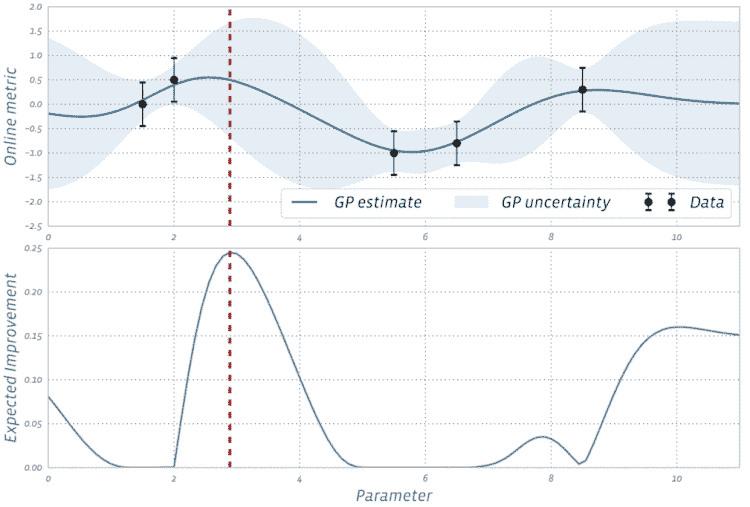 2.0
1.5
1.0
0.5
0.0
−0.5
−1.0
−1.5
−2.0
−2.5
Online metric
GP estimate GP uncertainty Data
0 2 4 6 8 10
0.25
0.20
0.15
0.10
0.05
0.00
Expected Improvement
0 2 4 6 8 10
Parameter